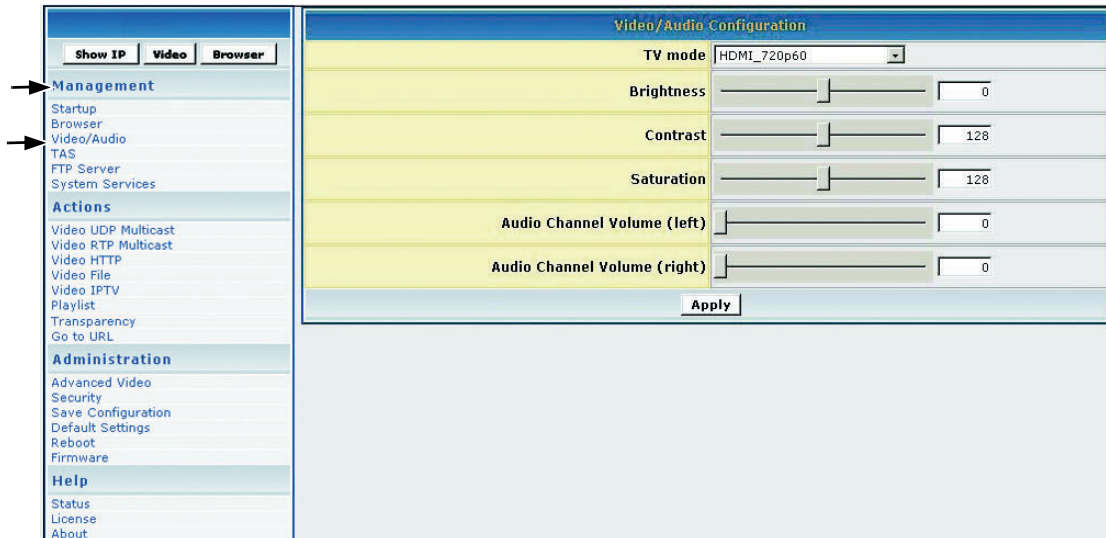 Show IP Video Browser
Management
Startup
Browser
Video/Audio
TAS
FTP Server
System Services
Actions
Video UDP Multicast
Video RTP Multicast
Video HTTP
Video File
Video IPTV
Playlist
Transparency
Go to URL
Administration
Advanced Video
Security
Save Configuration
Default Settings
Reboot
Firmware
Help
Status
License
About
Video/Audio Configuration
TV mode HDMI_720p60
Brightness 0
Contrast 128
Saturation 128
Audio Channel Volume (left) 0
Audio Channel Volume (right) 0
Apply